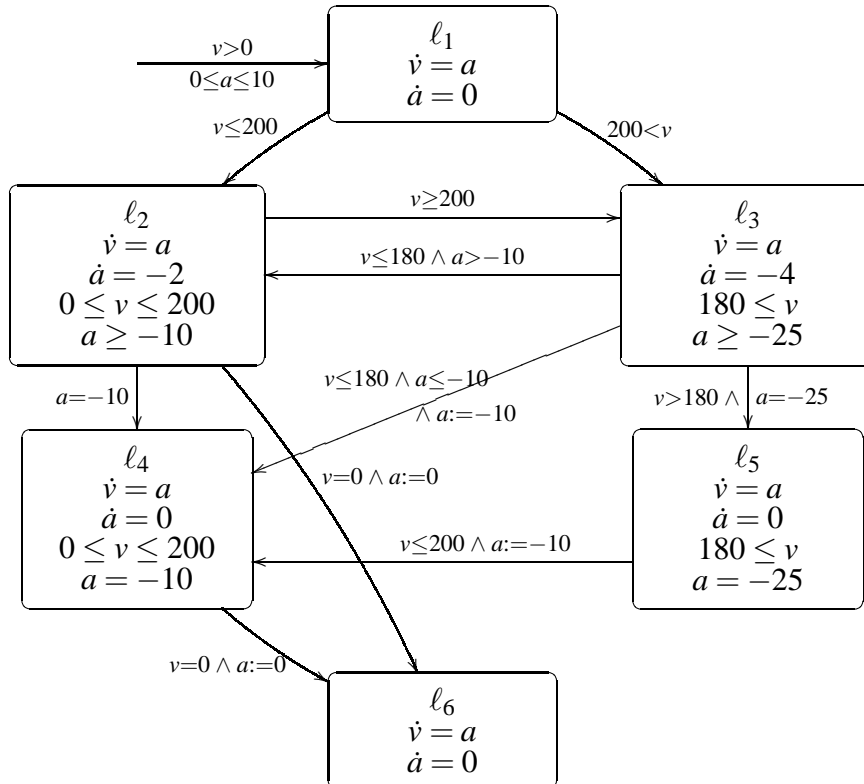 ℓ1
v̇ = a
ȧ = 0
v>0
0≤a≤10
v≤200
200<v
ℓ2
v̇ = a
ȧ = −2
0 ≤ v ≤ 200
a ≥ −10
v≥200
v≤180 ∧ a>−10
ℓ3
v̇ = a
ȧ = −4
180 ≤ v
a ≥ −25
v≤180 ∧ a≤−10
∧ a:=−10
a=−10
v>180 ∧ a=−25
ℓ4
v̇ = a
ȧ = 0
0 ≤ v ≤ 200
a = −10
v=0 ∧ a:=0
v≤200 ∧ a:=−10
ℓ5
v̇ = a
ȧ = 0
180 ≤ v
a = −25
v=0 ∧ a:=0
ℓ6
v̇ = a
ȧ = 0